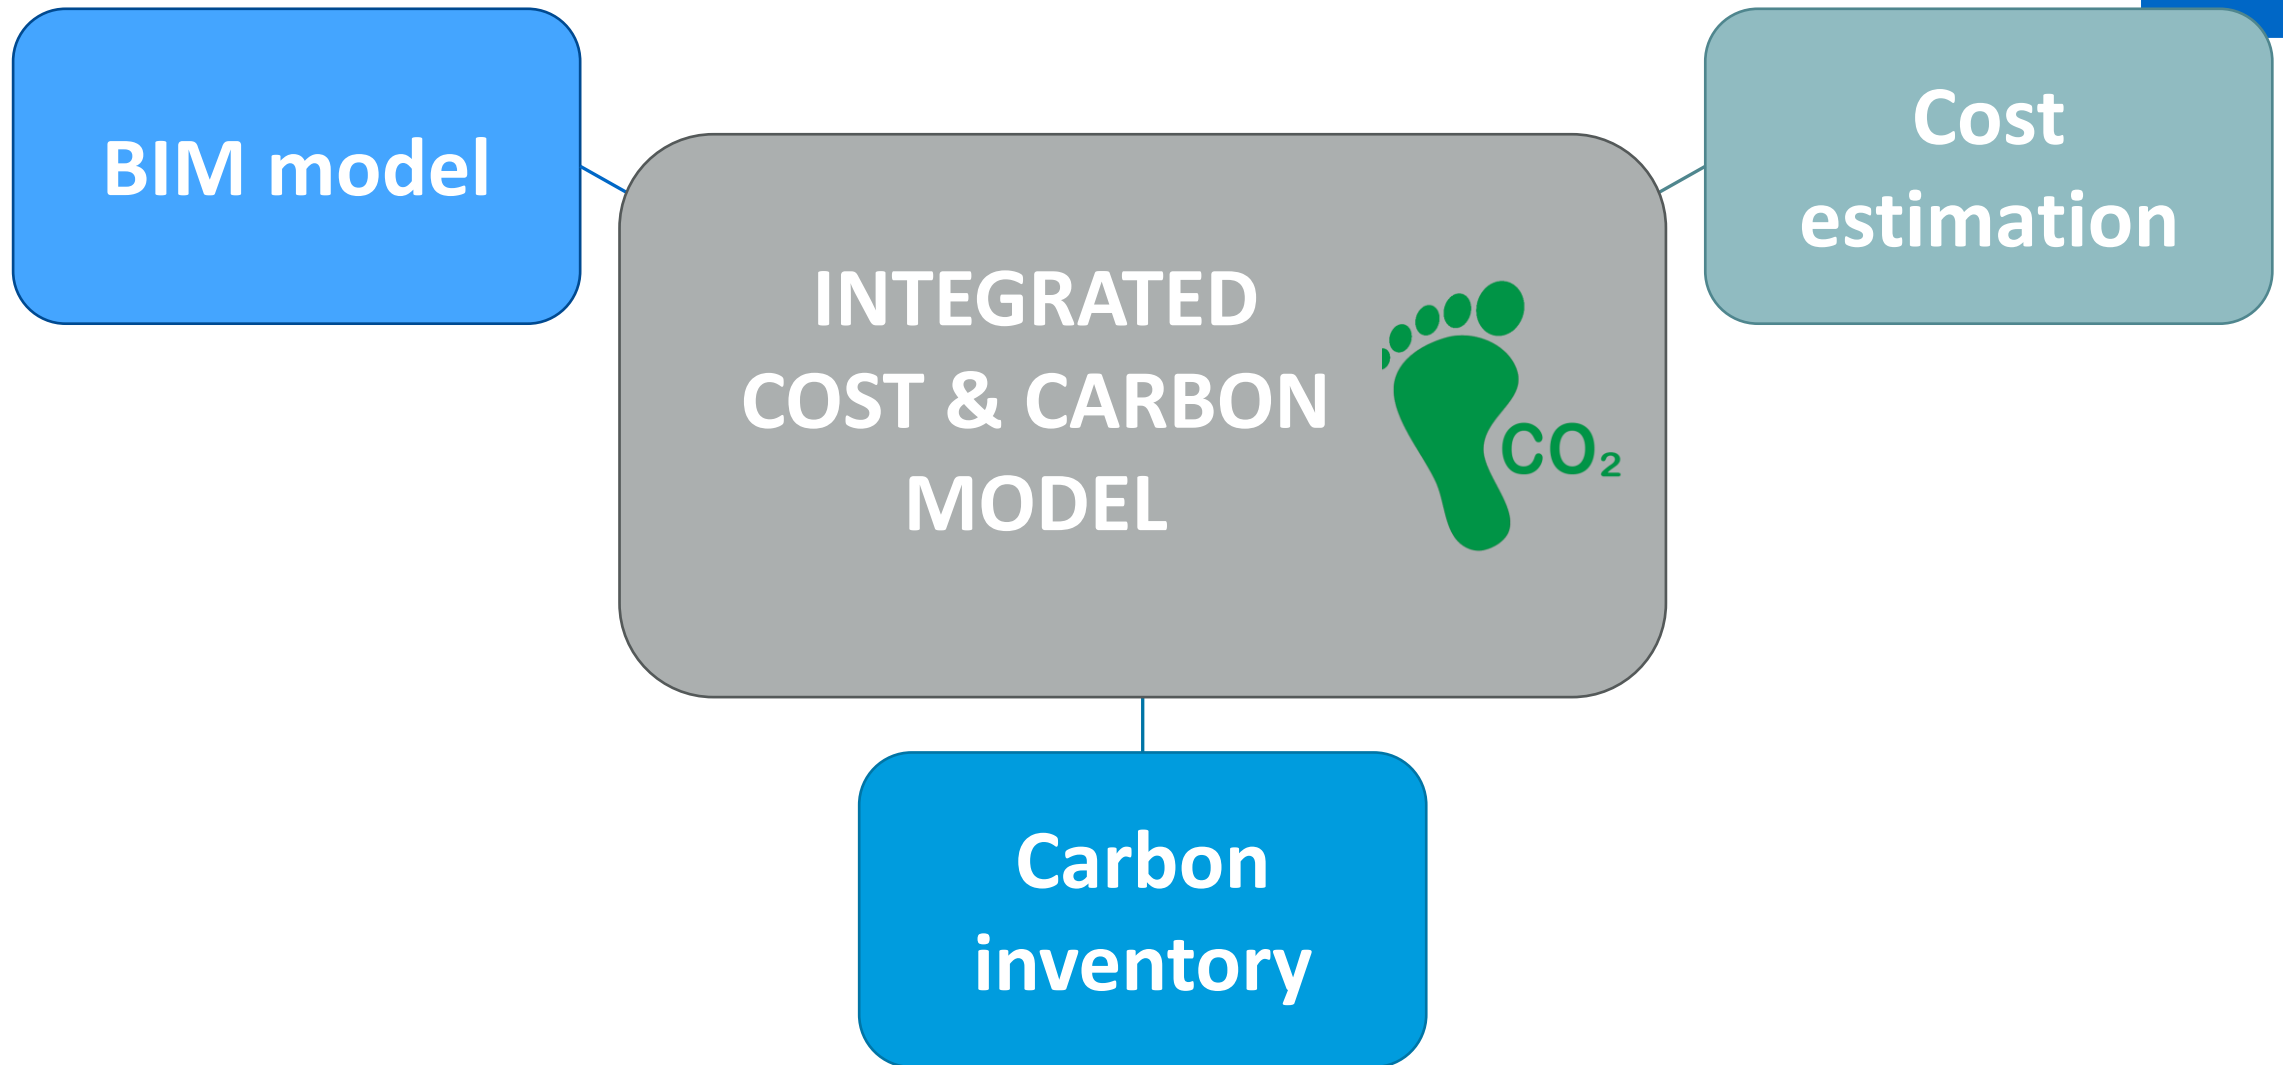 BIM model
Cost
estimation
INTEGRATED
COST & CARBON
MODEL
CO₂
Carbon
inventory